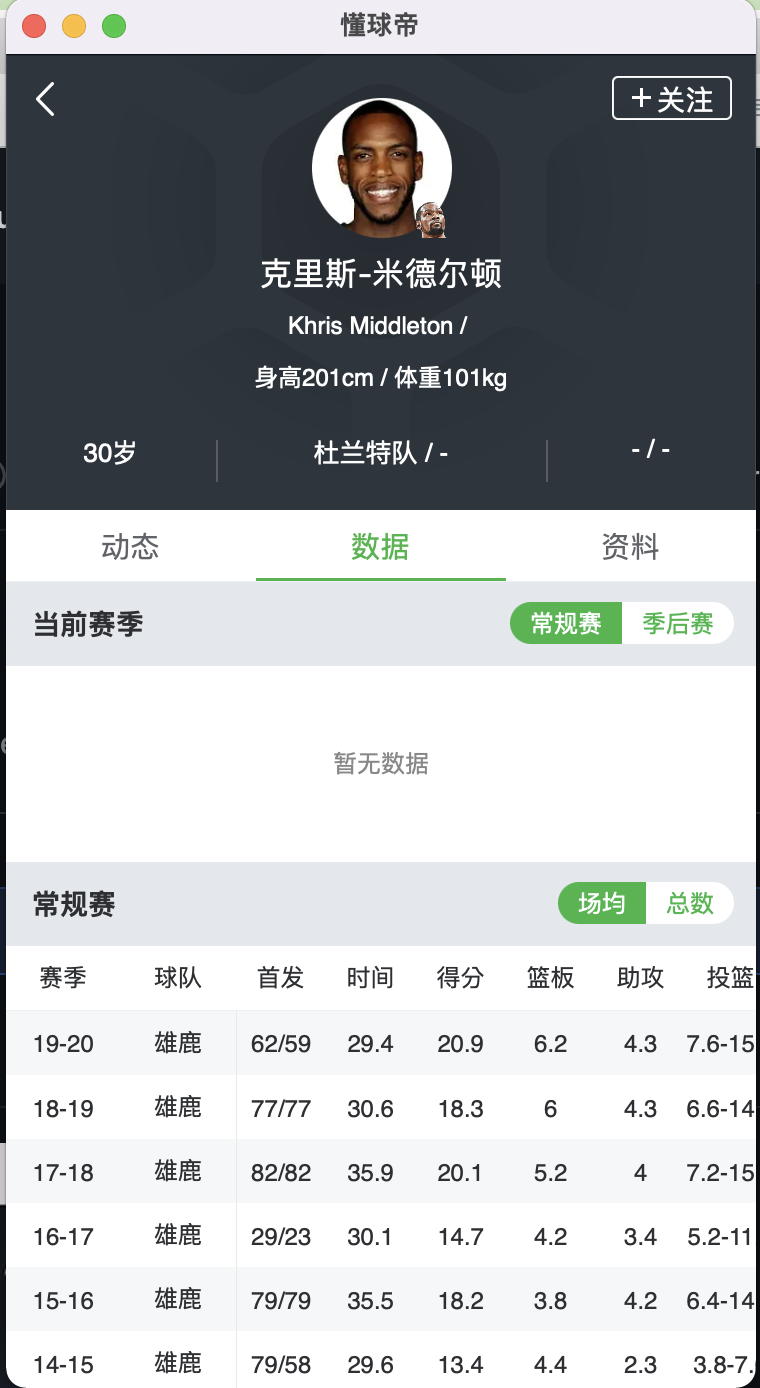 懂球帝
+关注
克里斯-米德尔顿
Khris Middleton /
身高201cm / 体重101kg
30岁 杜兰特队 / - - / -
动态 数据 资料
当前赛季 常规赛 季后赛
暂无数据
常规赛 场均 总数
赛季 球队 首发 时间 得分 篮板 助攻 投篮
19-20 雄鹿 62/59 29.4 20.9 6.2 4.3 7.6-15
18-19 雄鹿 77/77 30.6 18.3 6 4.3 6.6-14
17-18 雄鹿 82/82 35.9 20.1 5.2 4 7.2-15
16-17 雄鹿 29/23 30.1 14.7 4.2 3.4 5.2-11
15-16 雄鹿 79/79 35.5 18.2 3.8 4.2 6.4-14
14-15 雄鹿 79/58 29.6 13.4 4.4 2.3 3.8-7.